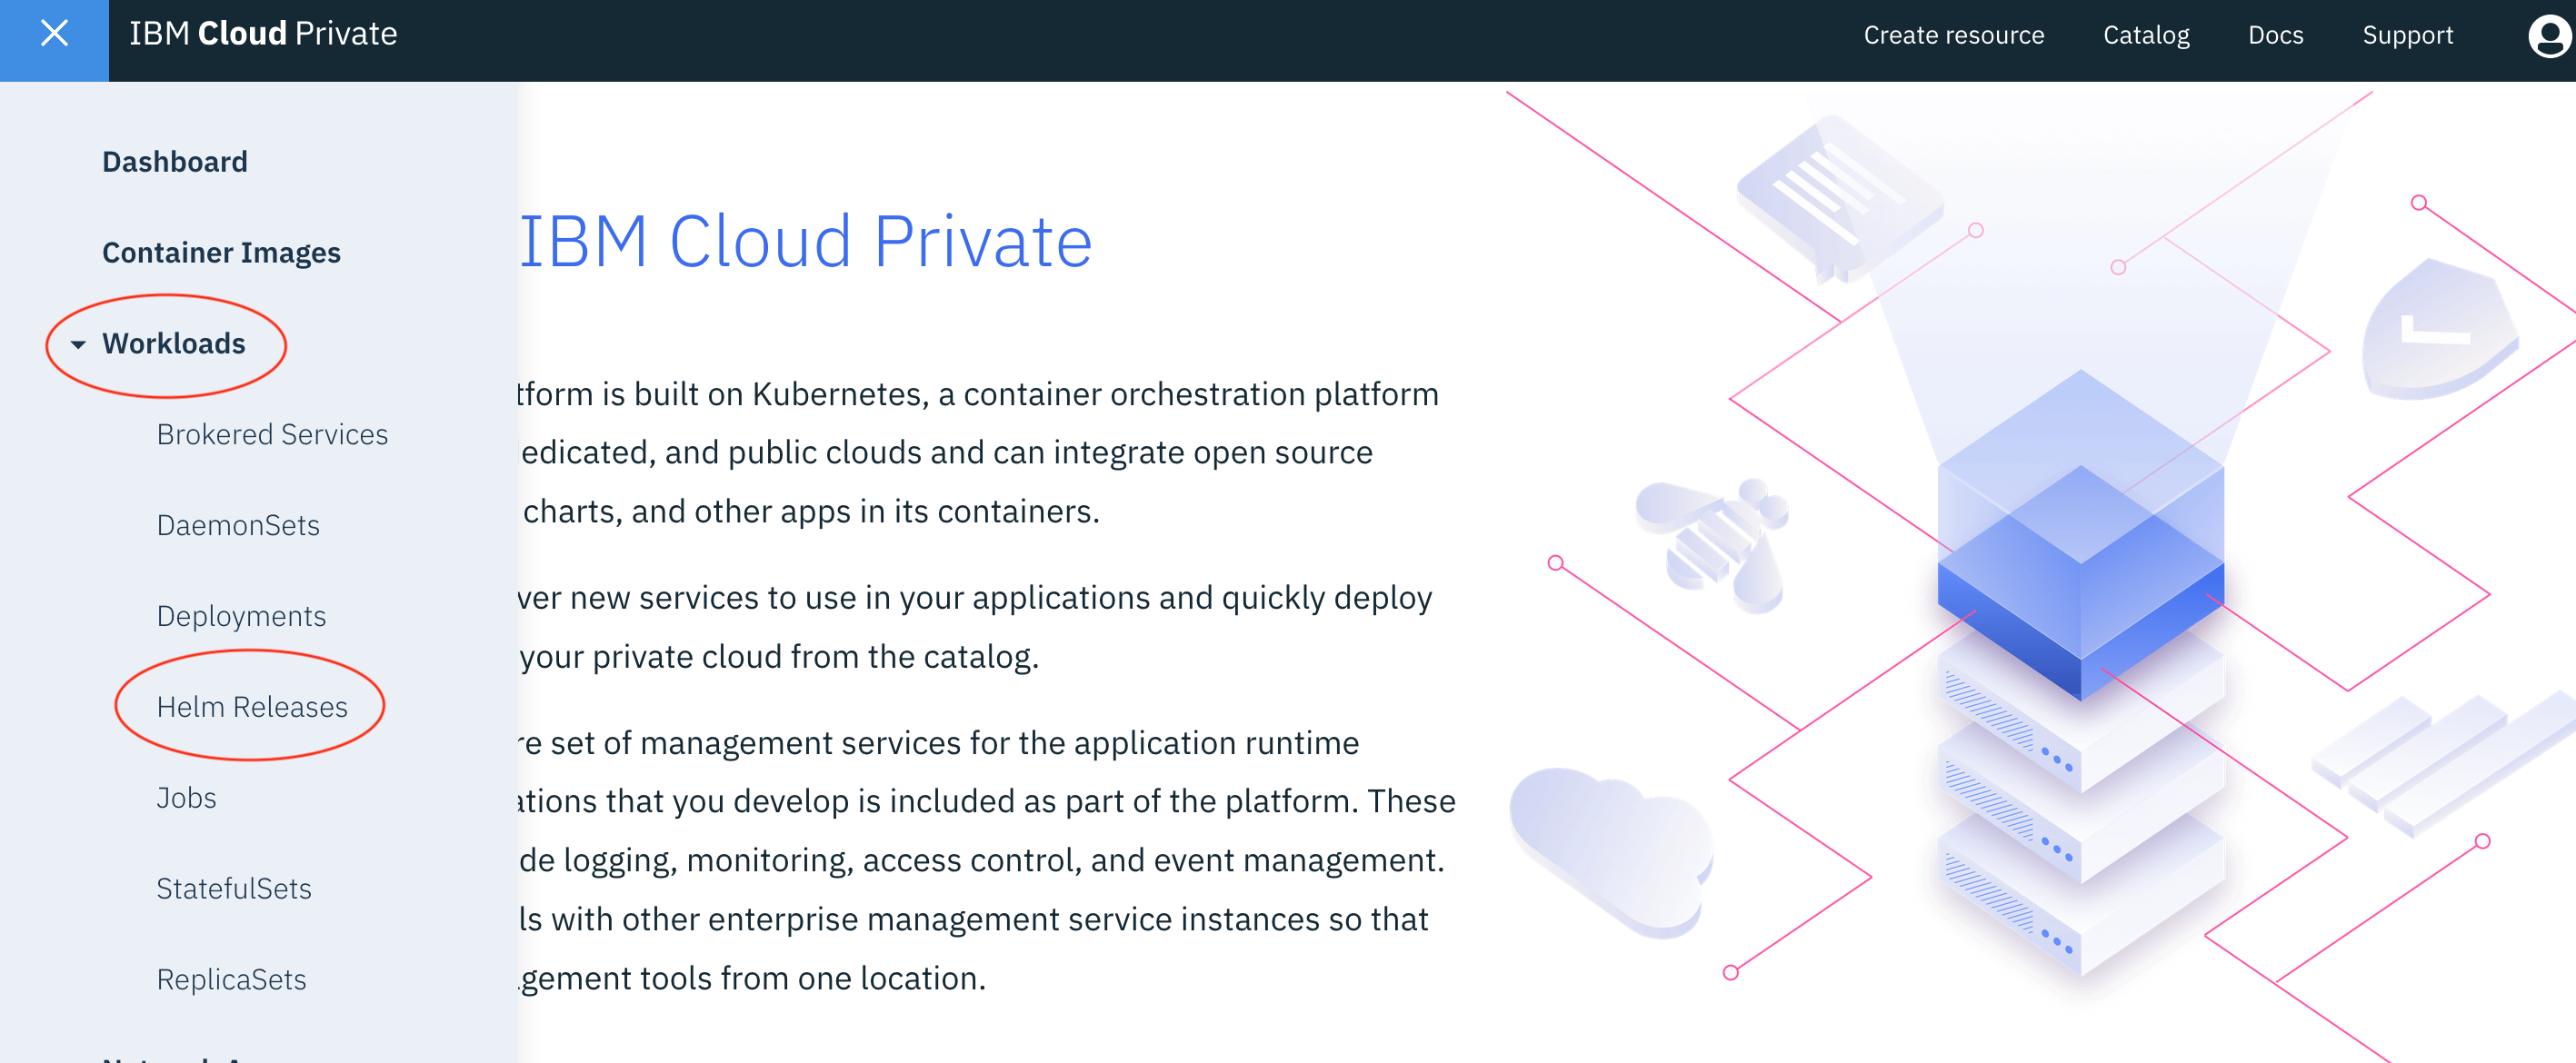 IBM Cloud Private
Create resource
Catalog
Docs
Support
Dashboard
Container Images
Workloads
Brokered Services
DaemonSets
Deployments
Helm Releases
Jobs
StatefulSets
ReplicaSets
IBM Cloud Private
tform is built on Kubernetes, a container orchestration platform
edicated, and public clouds and can integrate open source
charts, and other apps in its containers.
ver new services to use in your applications and quickly deploy
your private cloud from the catalog.
re set of management services for the application runtime
ations that you develop is included as part of the platform. These
de logging, monitoring, access control, and event management.
ls with other enterprise management service instances so that
gement tools from one location.